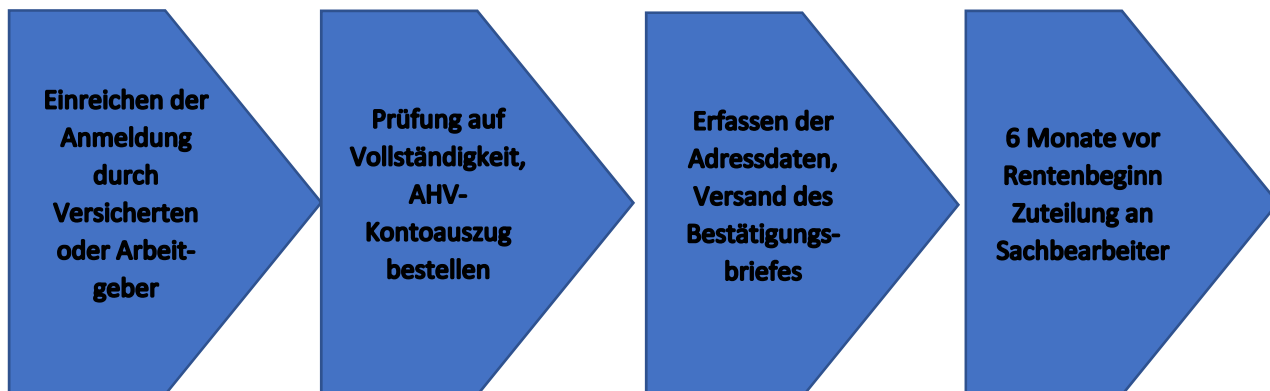 Einreichen der
Anmeldung
durch
Versicherten
oder Arbeit-
geber
Prüfung auf
Vollständigkeit,
AHV-
Kontoauszug
bestellen
Erfassen der
Adressdaten,
Versand des
Bestätigungs-
briefes
6 Monate vor
Rentenbeginn
Zuteilung an
Sachbearbeiter